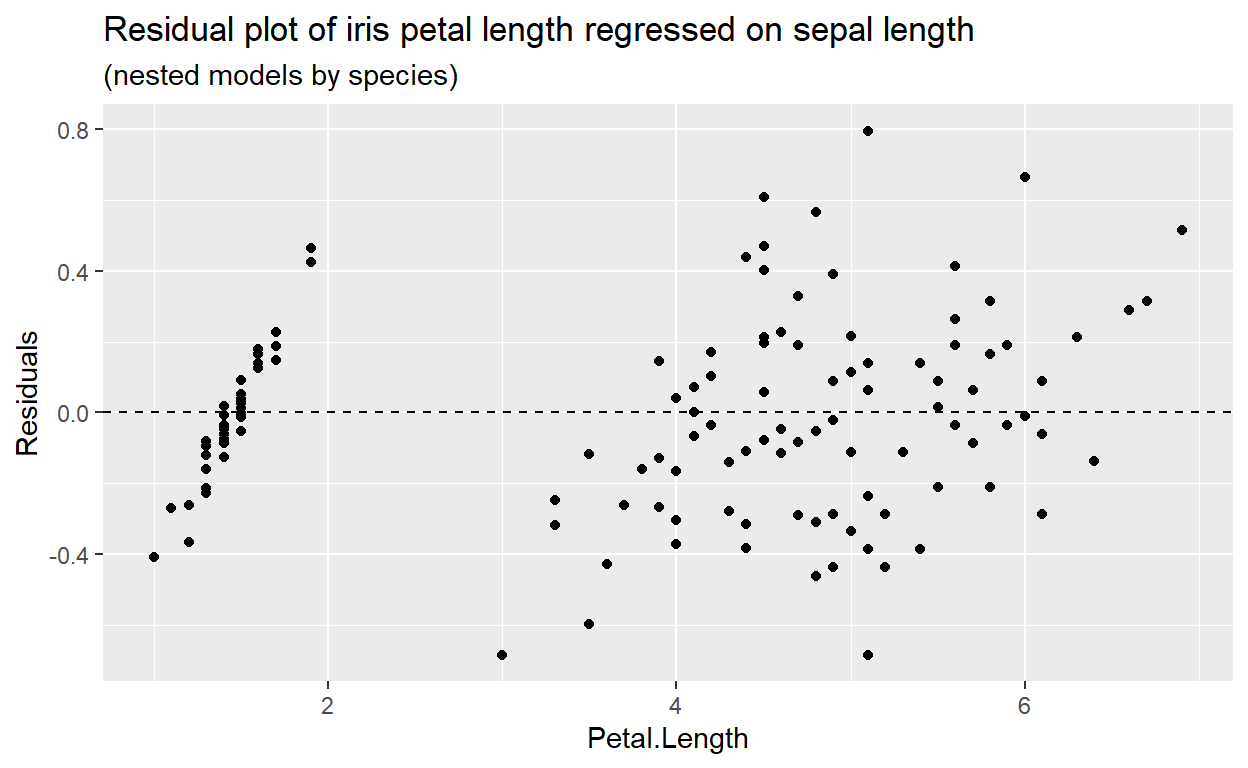 Residual plot of iris petal length regressed on sepal length
(nested models by species)
0.8
0.4
0.0
-0.4
Residuals
2 4 6
Petal.Length